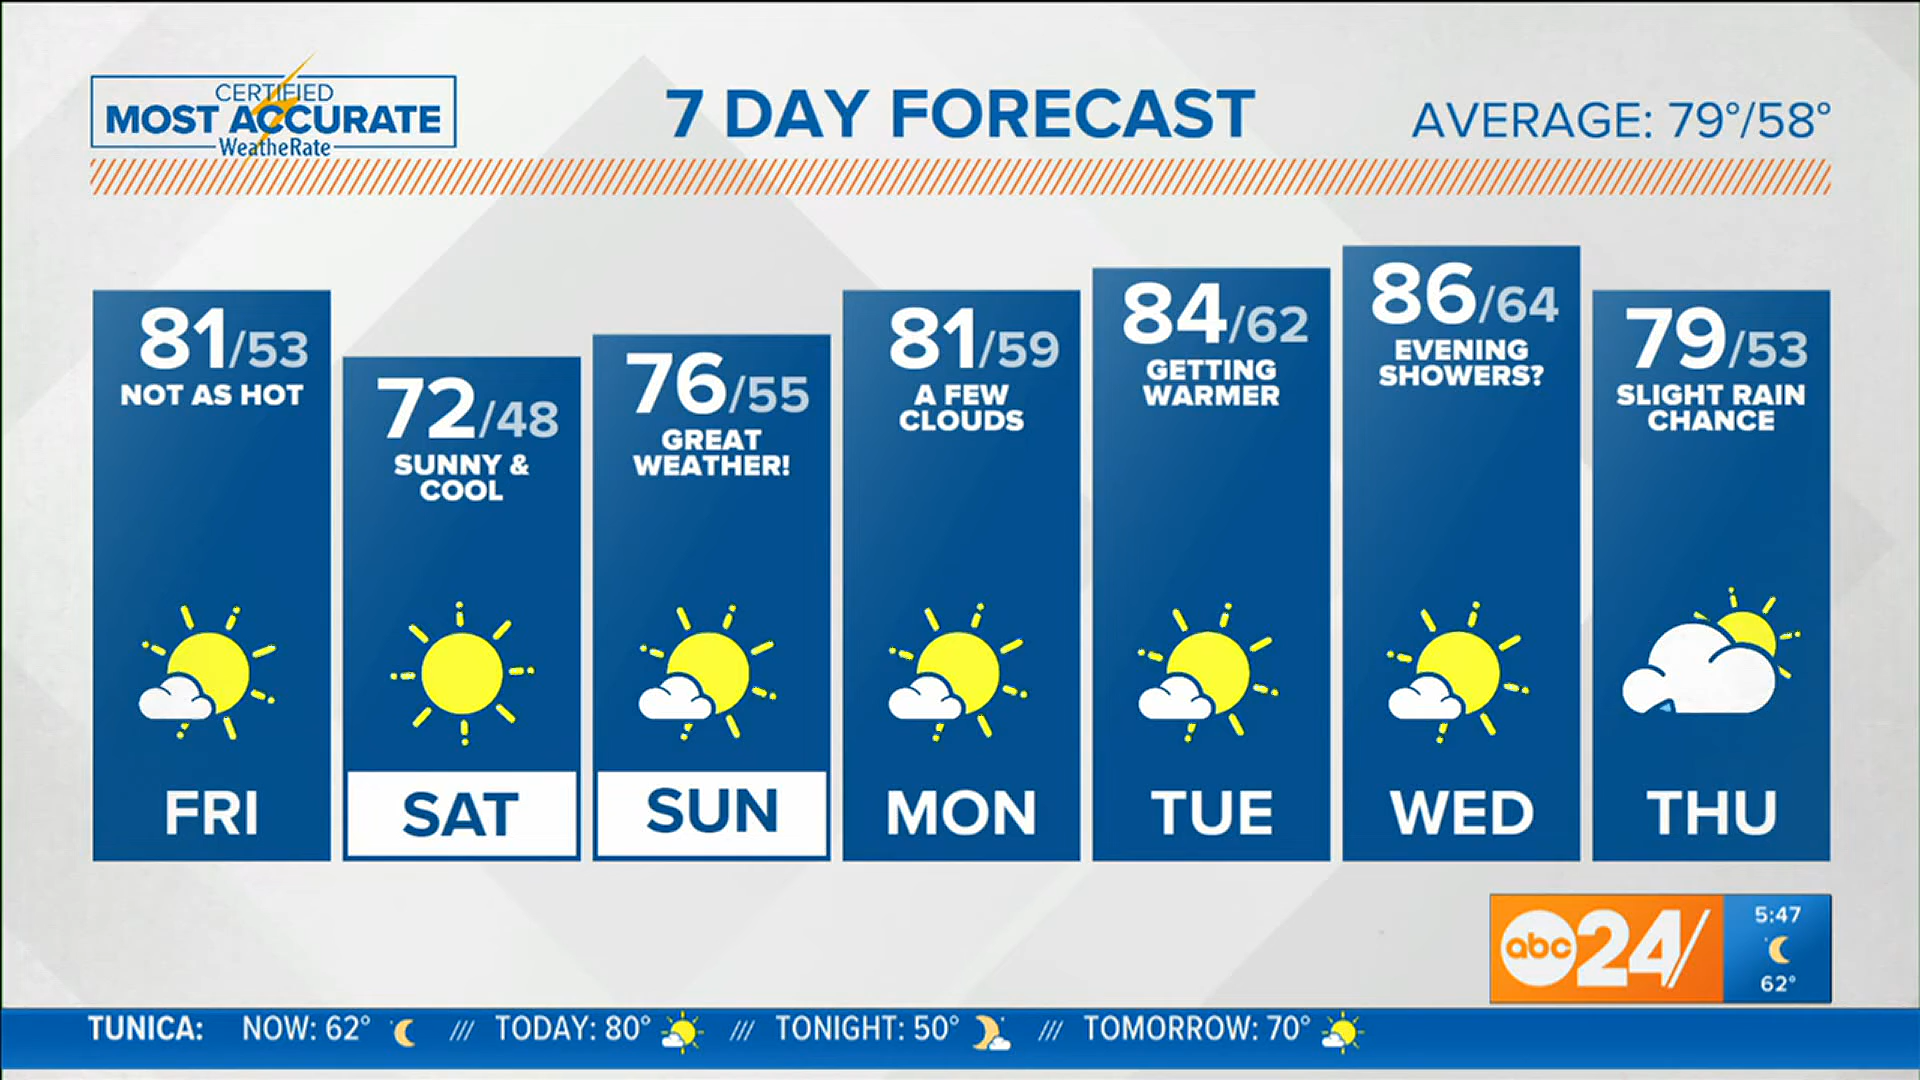 CERTIFIED
MOST ACCURATE
WeatheRate
7 DAY FORECAST
AVERAGE: 79°/58°
81/53
NOT AS HOT
FRI
72/48
SUNNY &
COOL
SAT
76/55
GREAT
WEATHER!
SUN
81/59
A FEW
CLOUDS
MON
84/62
GETTING
WARMER
TUE
86/64
EVENING
SHOWERS?
WED
79/53
SLIGHT RAIN
CHANCE
THU
abc 24/
5:47
62°
TUNICA: NOW: 62° /// TODAY: 80° /// TONIGHT: 50° /// TOMORROW: 70°